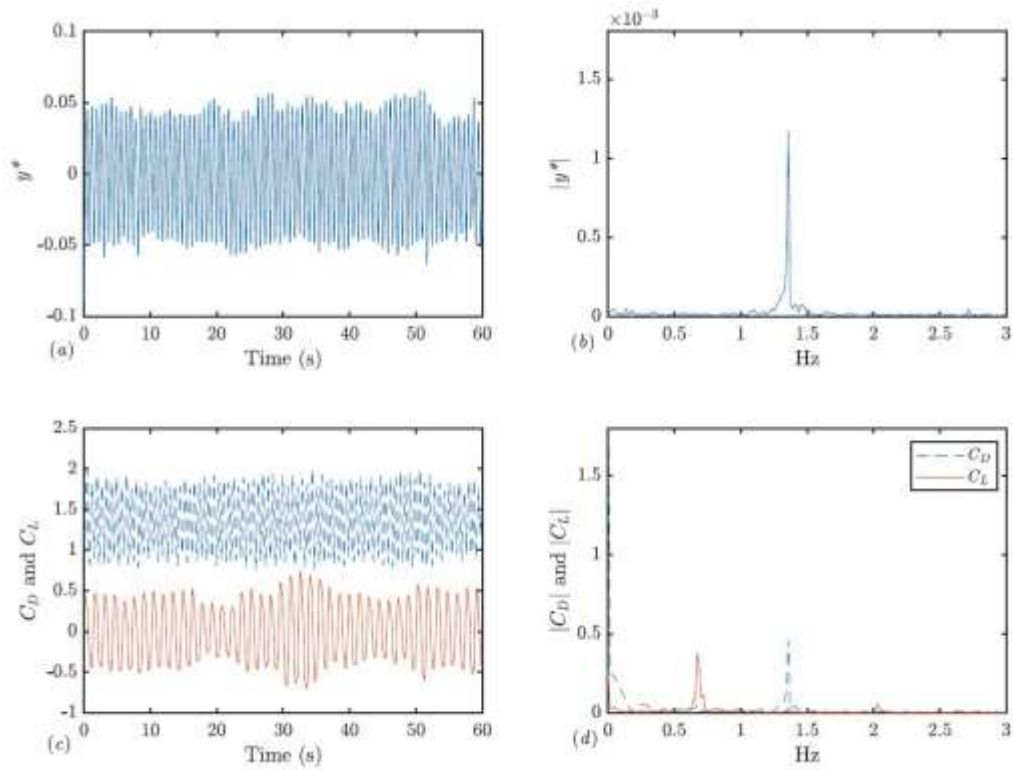 ×10⁻³
0.1
0.05
0
-0.05
-0.1
y*
0 10 20 30 40 50 60
(a) Time (s)
1.5
1
0.5
0
|y*|
0 0.5 1 1.5 2 2.5 3
(b) Hz
2.5
2
1.5
1
0.5
0
-0.5
-1
C_D and C_L
0 10 20 30 40 50 60
(c) Time (s)
1.5
1
0.5
0
|C_D| and |C_L|
C_D
C_L
0 0.5 1 1.5 2 2.5 3
(d) Hz